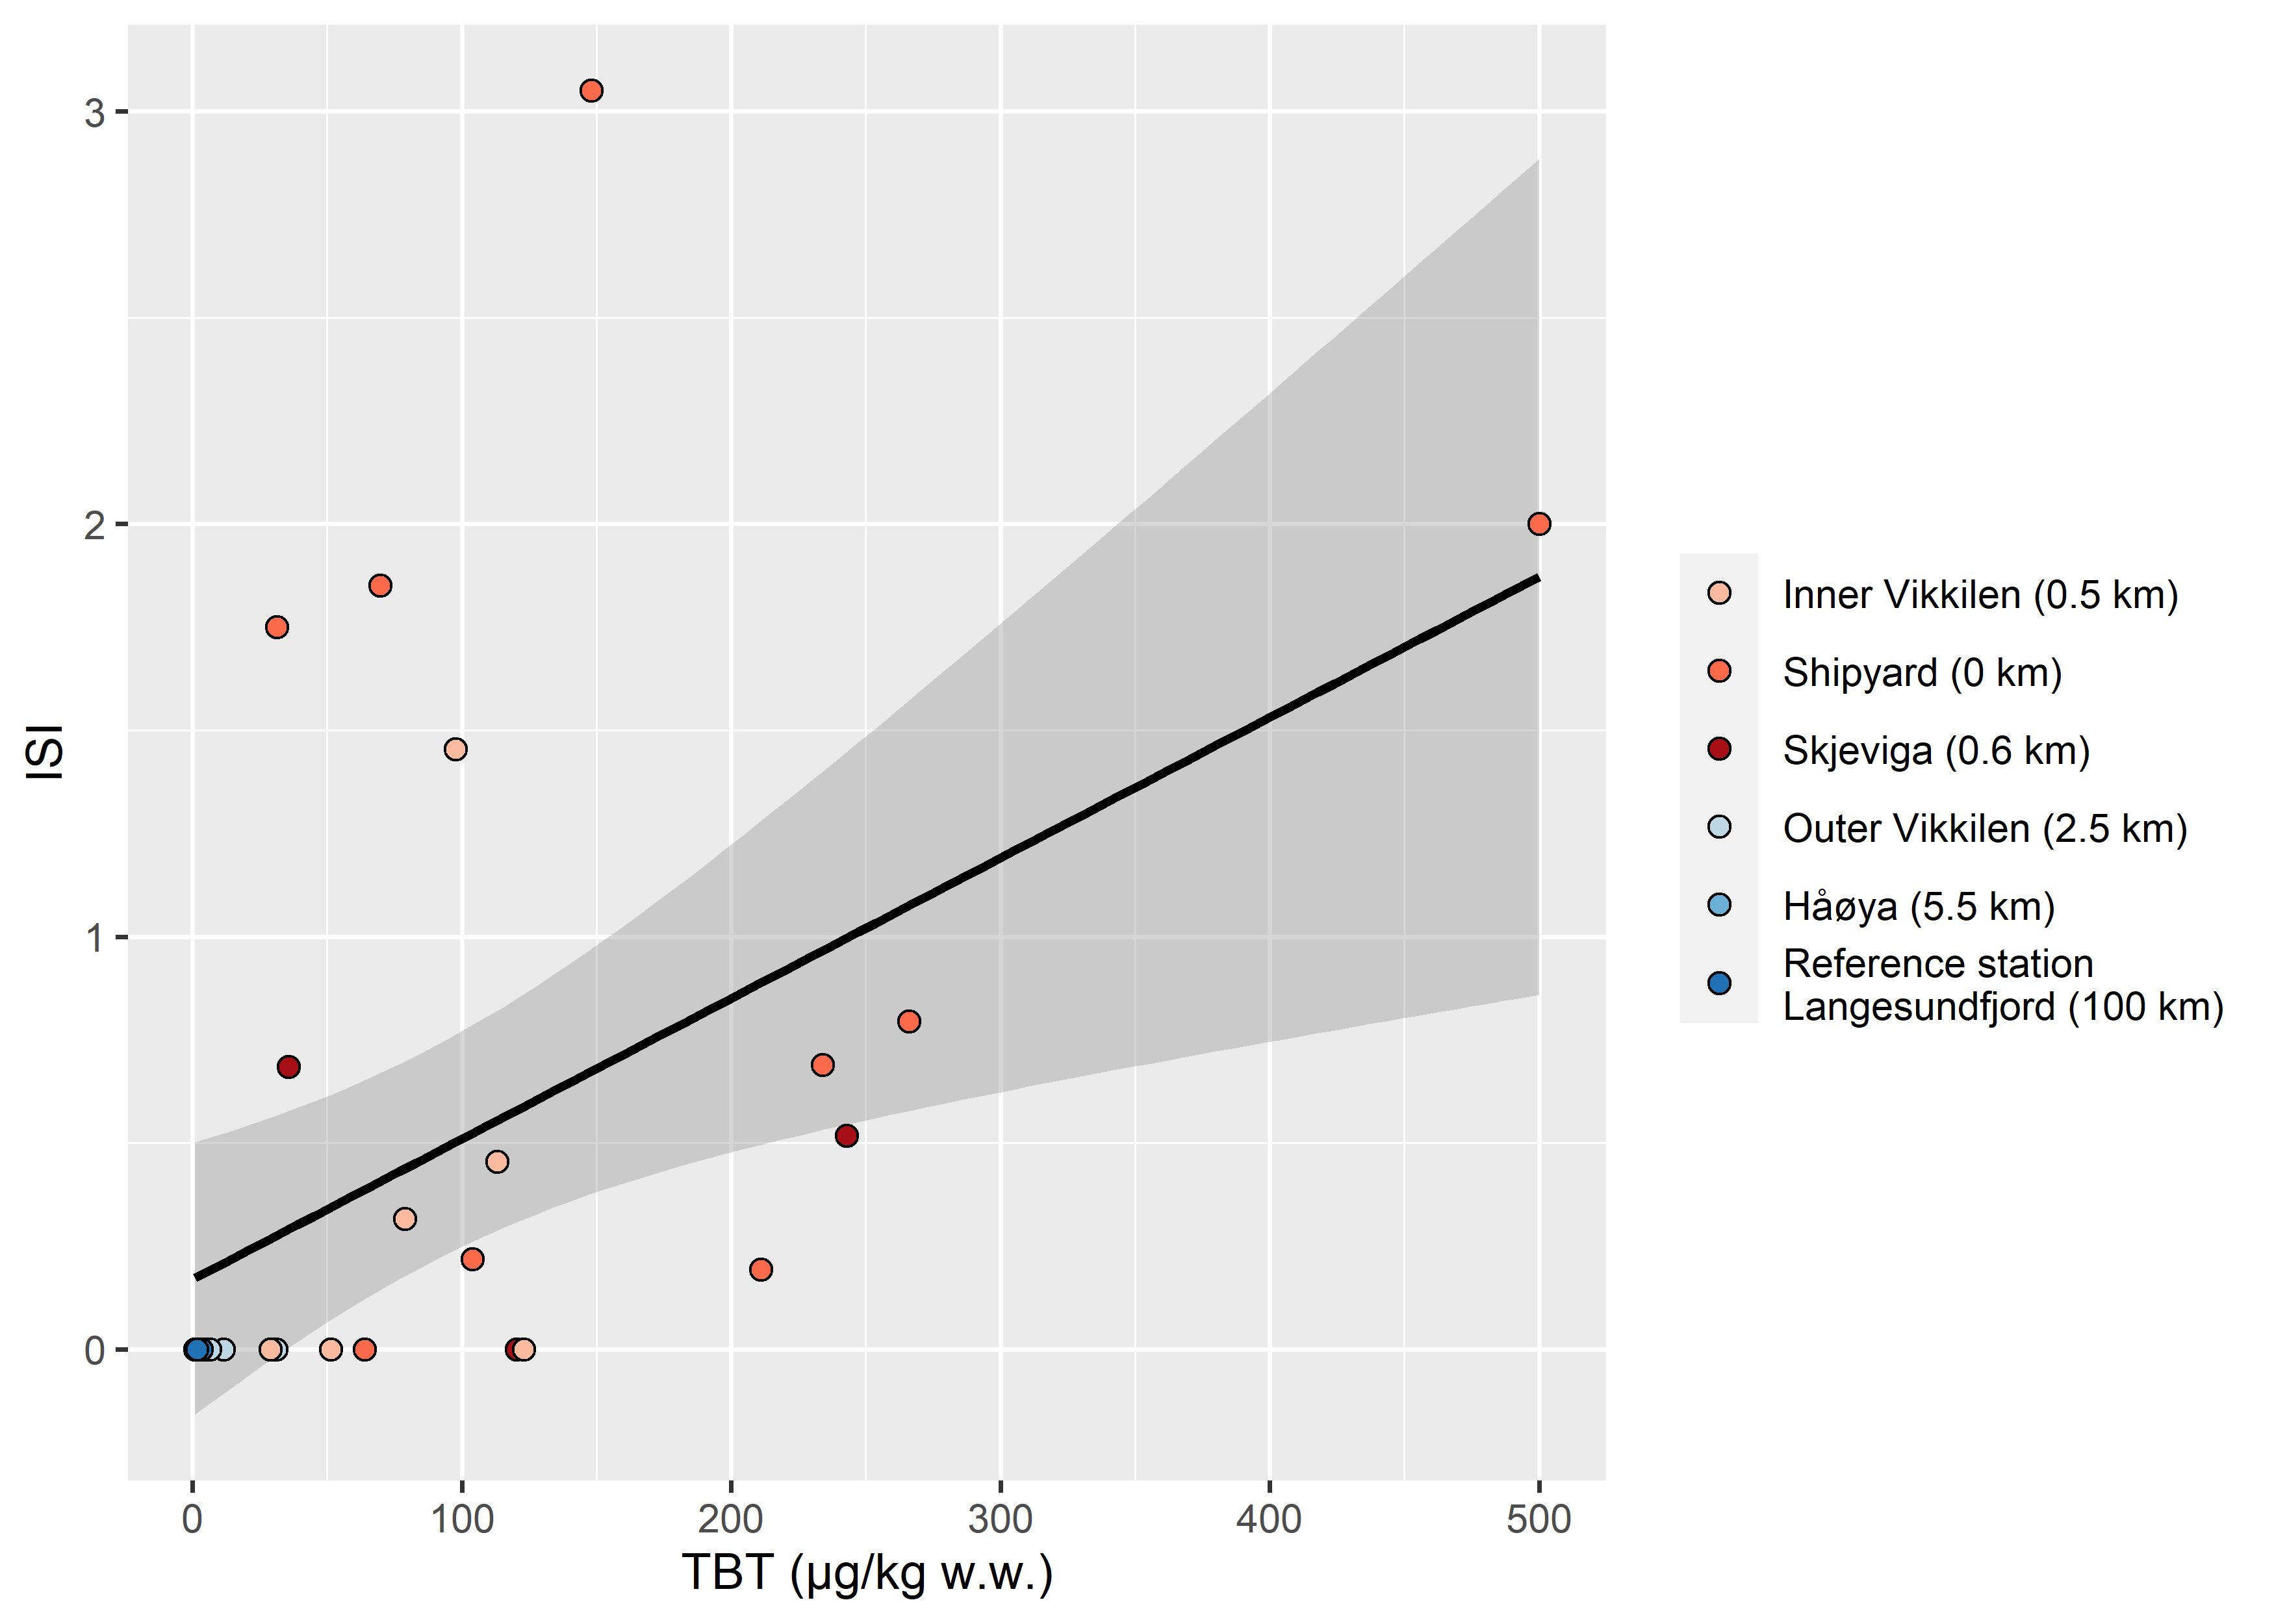 3
2
1
0
ISI
0 100 200 300 400 500
TBT (µg/kg w.w.)
Inner Vikkilen (0.5 km)
Shipyard (0 km)
Skjeviga (0.6 km)
Outer Vikkilen (2.5 km)
Håøya (5.5 km)
Reference station
Langesundfjord (100 km)